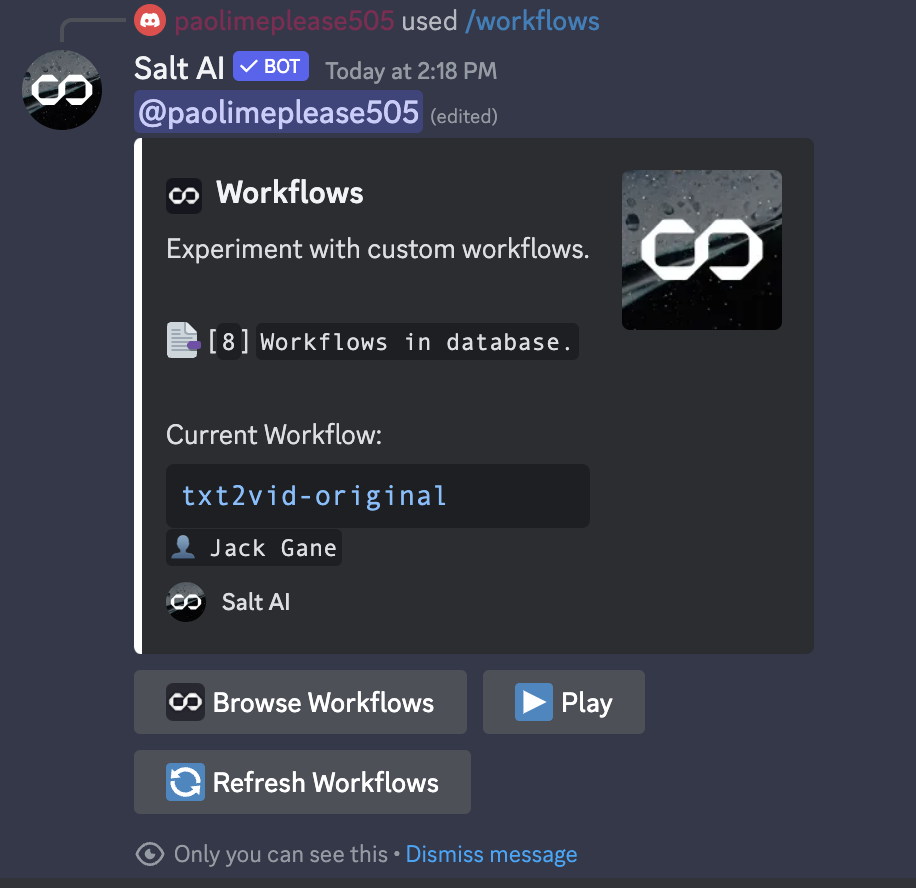 paolimeplease505 used /workflows
Salt AI ✓ BOT Today at 2:18 PM
@paolimeplease505 (edited)
Workflows
Experiment with custom workflows.
[8] Workflows in database.
Current Workflow:
txt2vid-original
Jack Gane
Salt AI
Browse Workflows
Play
Refresh Workflows
Only you can see this • Dismiss message